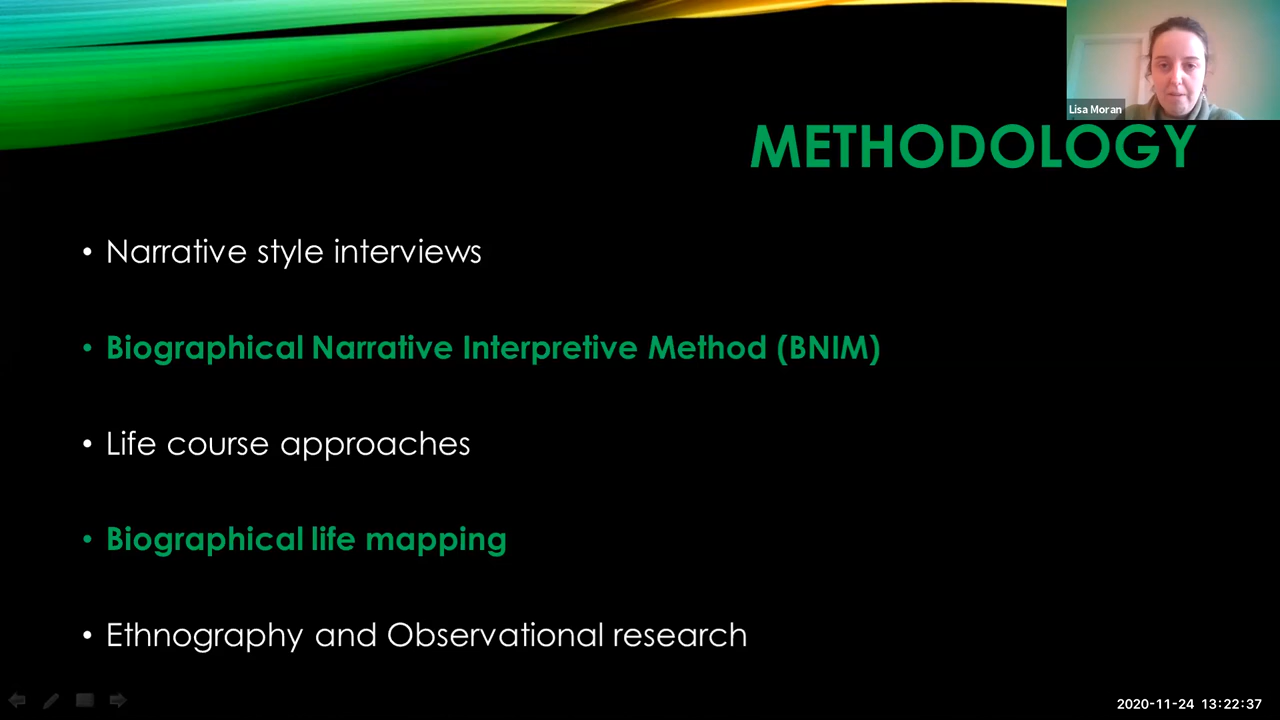 Lisa Moran
METHODOLOGY
• Narrative style interviews
• Biographical Narrative Interpretive Method (BNIM)
• Life course approaches
• Biographical life mapping
• Ethnography and Observational research
2020-11-24 13:22:37